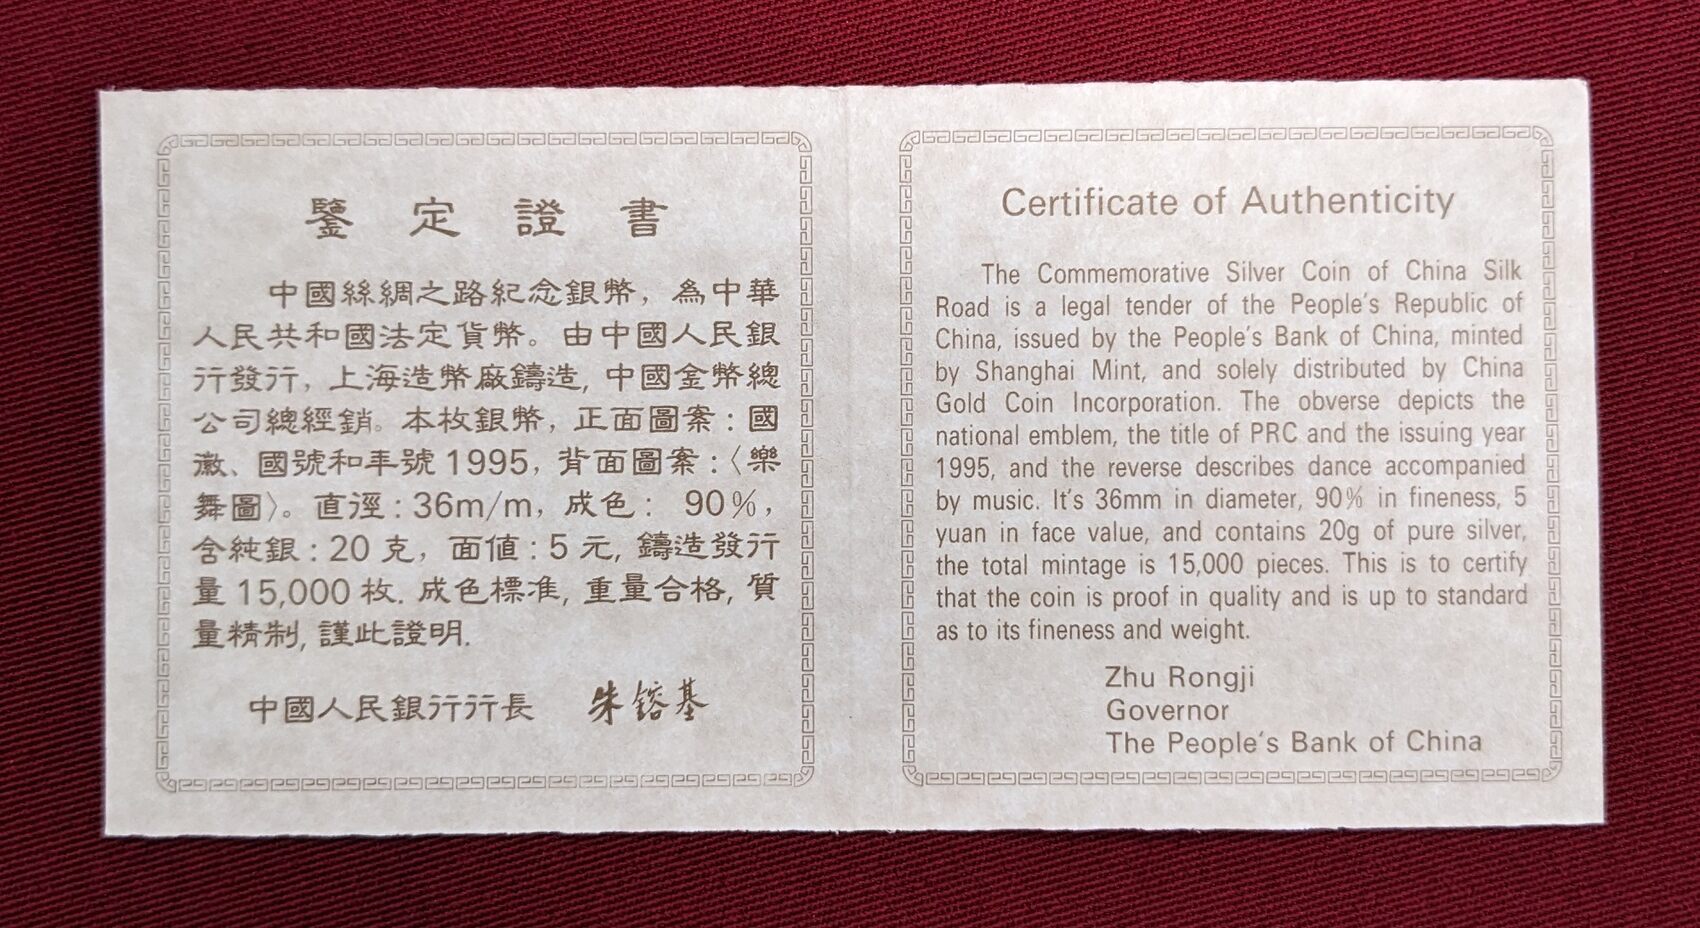 鑒定證書
中國絲綢之路紀念銀幣，為中華
人民共和國法定貨幣。由中國人民銀
行發行，上海造幣廠鑄造，中國金幣總
公司總經銷。本枚銀幣，正面圖案：國
徽、國號和年號1995，背面圖案：〈樂
舞圖〉。直徑：36m/m，成色： 90%，
含純銀：20克，面值：5元，鑄造發行
量15,000枚．成色標准，重量合格，質
量精制，謹此證明．
中國人民銀行行長 朱鎔基
Certificate of Authenticity
The Commemorative Silver Coin of China Silk
Road is a legal tender of the People's Republic of
China, issued by the People's Bank of China, minted
by Shanghai Mint, and solely distributed by China
Gold Coin Incorporation. The obverse depicts the
national emblem, the title of PRC and the issuing year
1995, and the reverse describes dance accompanied
by music. It's 36mm in diameter, 90% in fineness, 5
yuan in face value, and contains 20g of pure silver,
the total mintage is 15,000 pieces. This is to certify
that the coin is proof in quality and is up to standard
as to its fineness and weight.
Zhu Rongji
Governor
The People's Bank of China